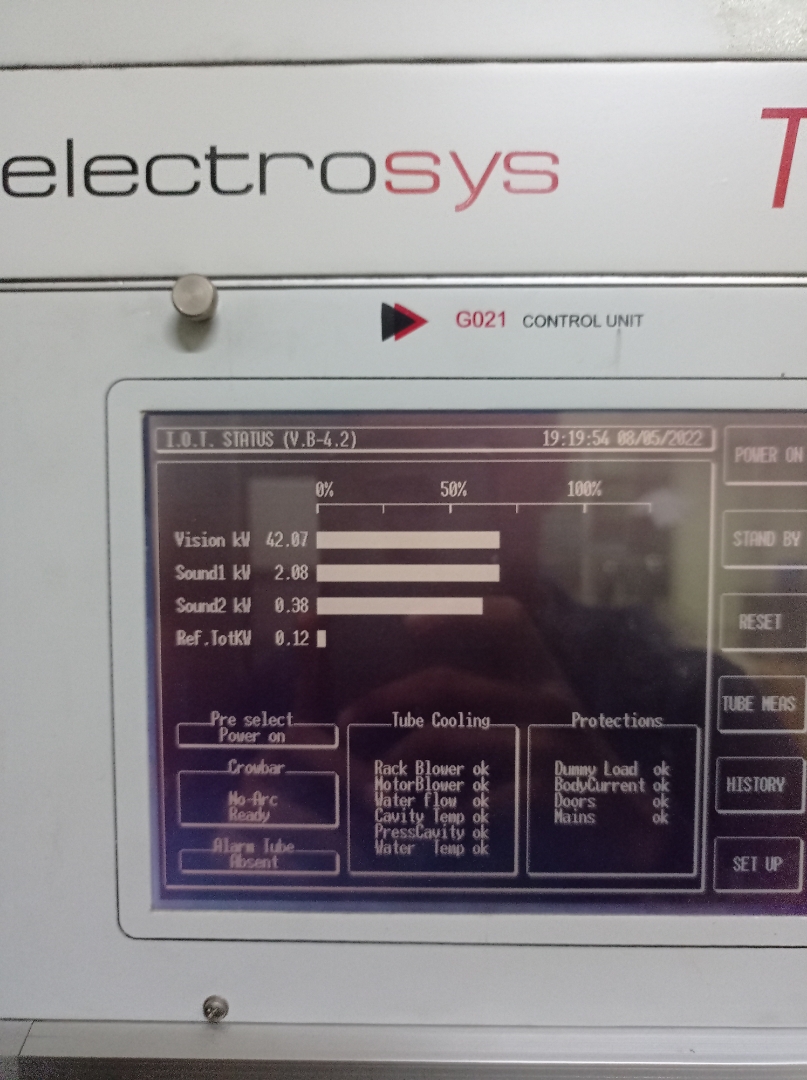 electrosys T
G021 CONTROL UNIT
I.O.T. STATUS (V.B-4.2) 19:19:54 08/05/2022
0% 50% 100%
Vision kW 42.07
Sound1 kW 2.08
Sound2 kW 0.38
Ref.TotKW 0.12
POWER ON
STAND BY
RESET
TUBE MEAS
HISTORY
SET UP
Pre select
Power on
Crowbar
No-Arc
Ready
Alarm Tube
Absent
Tube Cooling
Rack Blower ok
MotorBlower ok
Water flow ok
Cavity Temp ok
PressCavity ok
Water Temp ok
Protections
Dummy Load ok
BodyCurrent ok
Doors ok
Mains ok